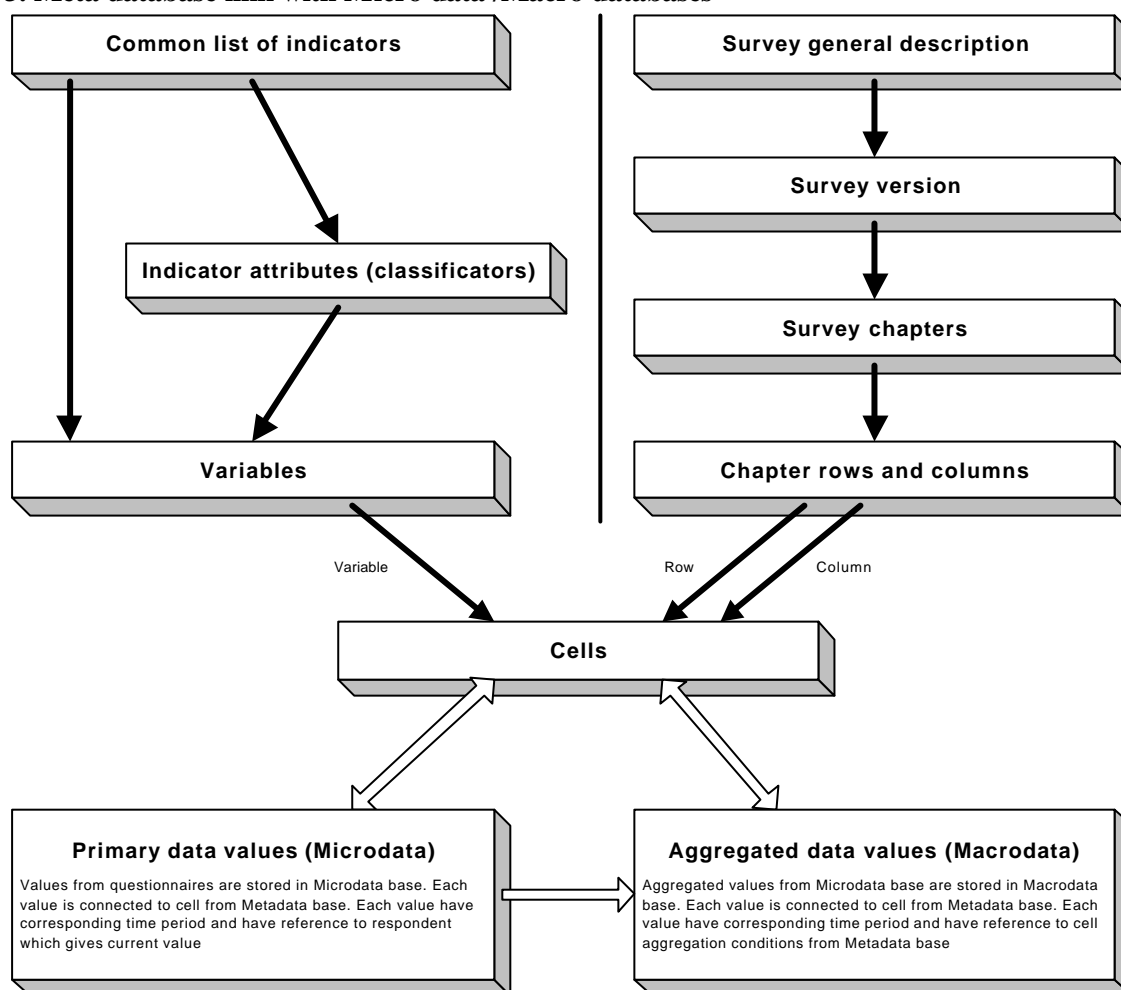 Common list of indicators
Survey general description
Survey version
Indicator attributes (classificators)
Survey chapters
Variables
Chapter rows and columns
Variable
Row
Column
Cells
Primary data values (Microdata)
Values from questionnaires are stored in Microdata base. Each
value is connected to cell from Metadata base. Each value have
corresponding time period and have reference to respondent
which gives current value
Aggregated data values (Macrodata)
Aggregated values from Microdata base are stored in Macrodata
base. Each value is connected to cell from Metadata base. Each
value have corresponding time period and have reference to cell
aggregation conditions from Metadata base